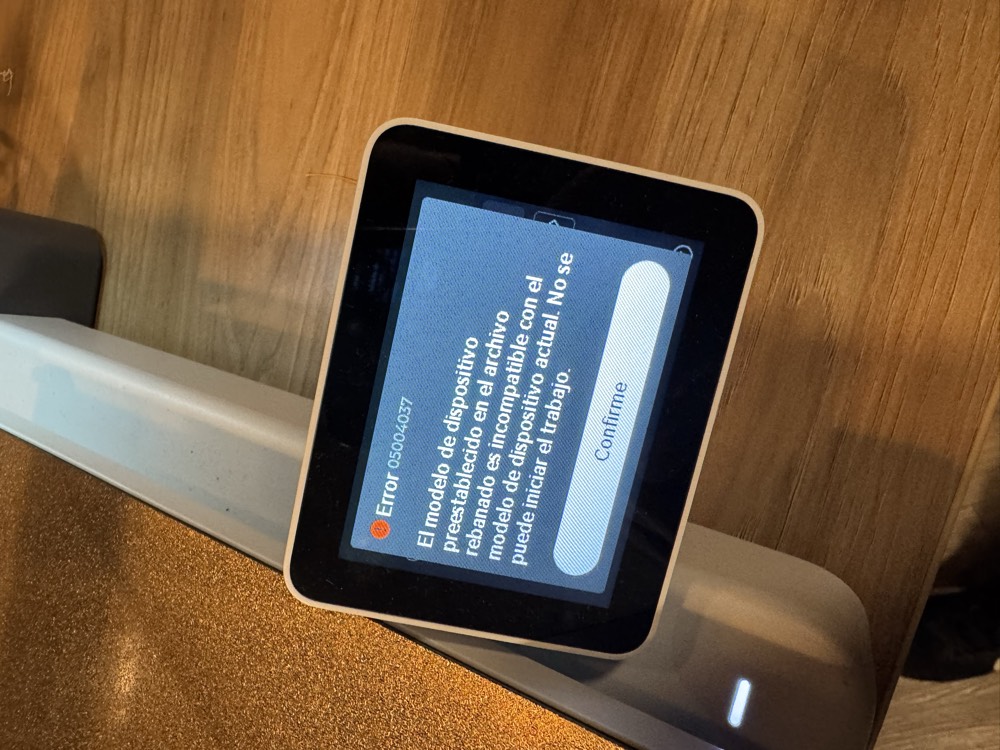 Error 05004037
El modelo de dispositivo
preestablecido en el archivo
rebanado es incompatible con el
modelo de dispositivo actual. No se
puede iniciar el trabajo.
Confirme